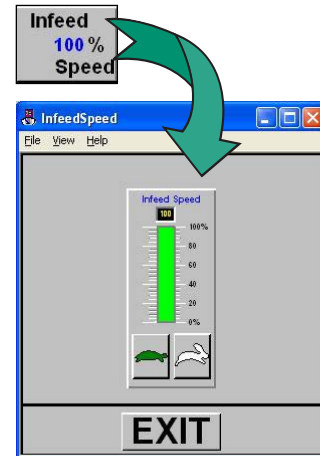 Infeed
100 %
Speed
InfeedSpeed
File View Help
Infeed Speed
100
100%
80
60
40
20
0%
EXIT